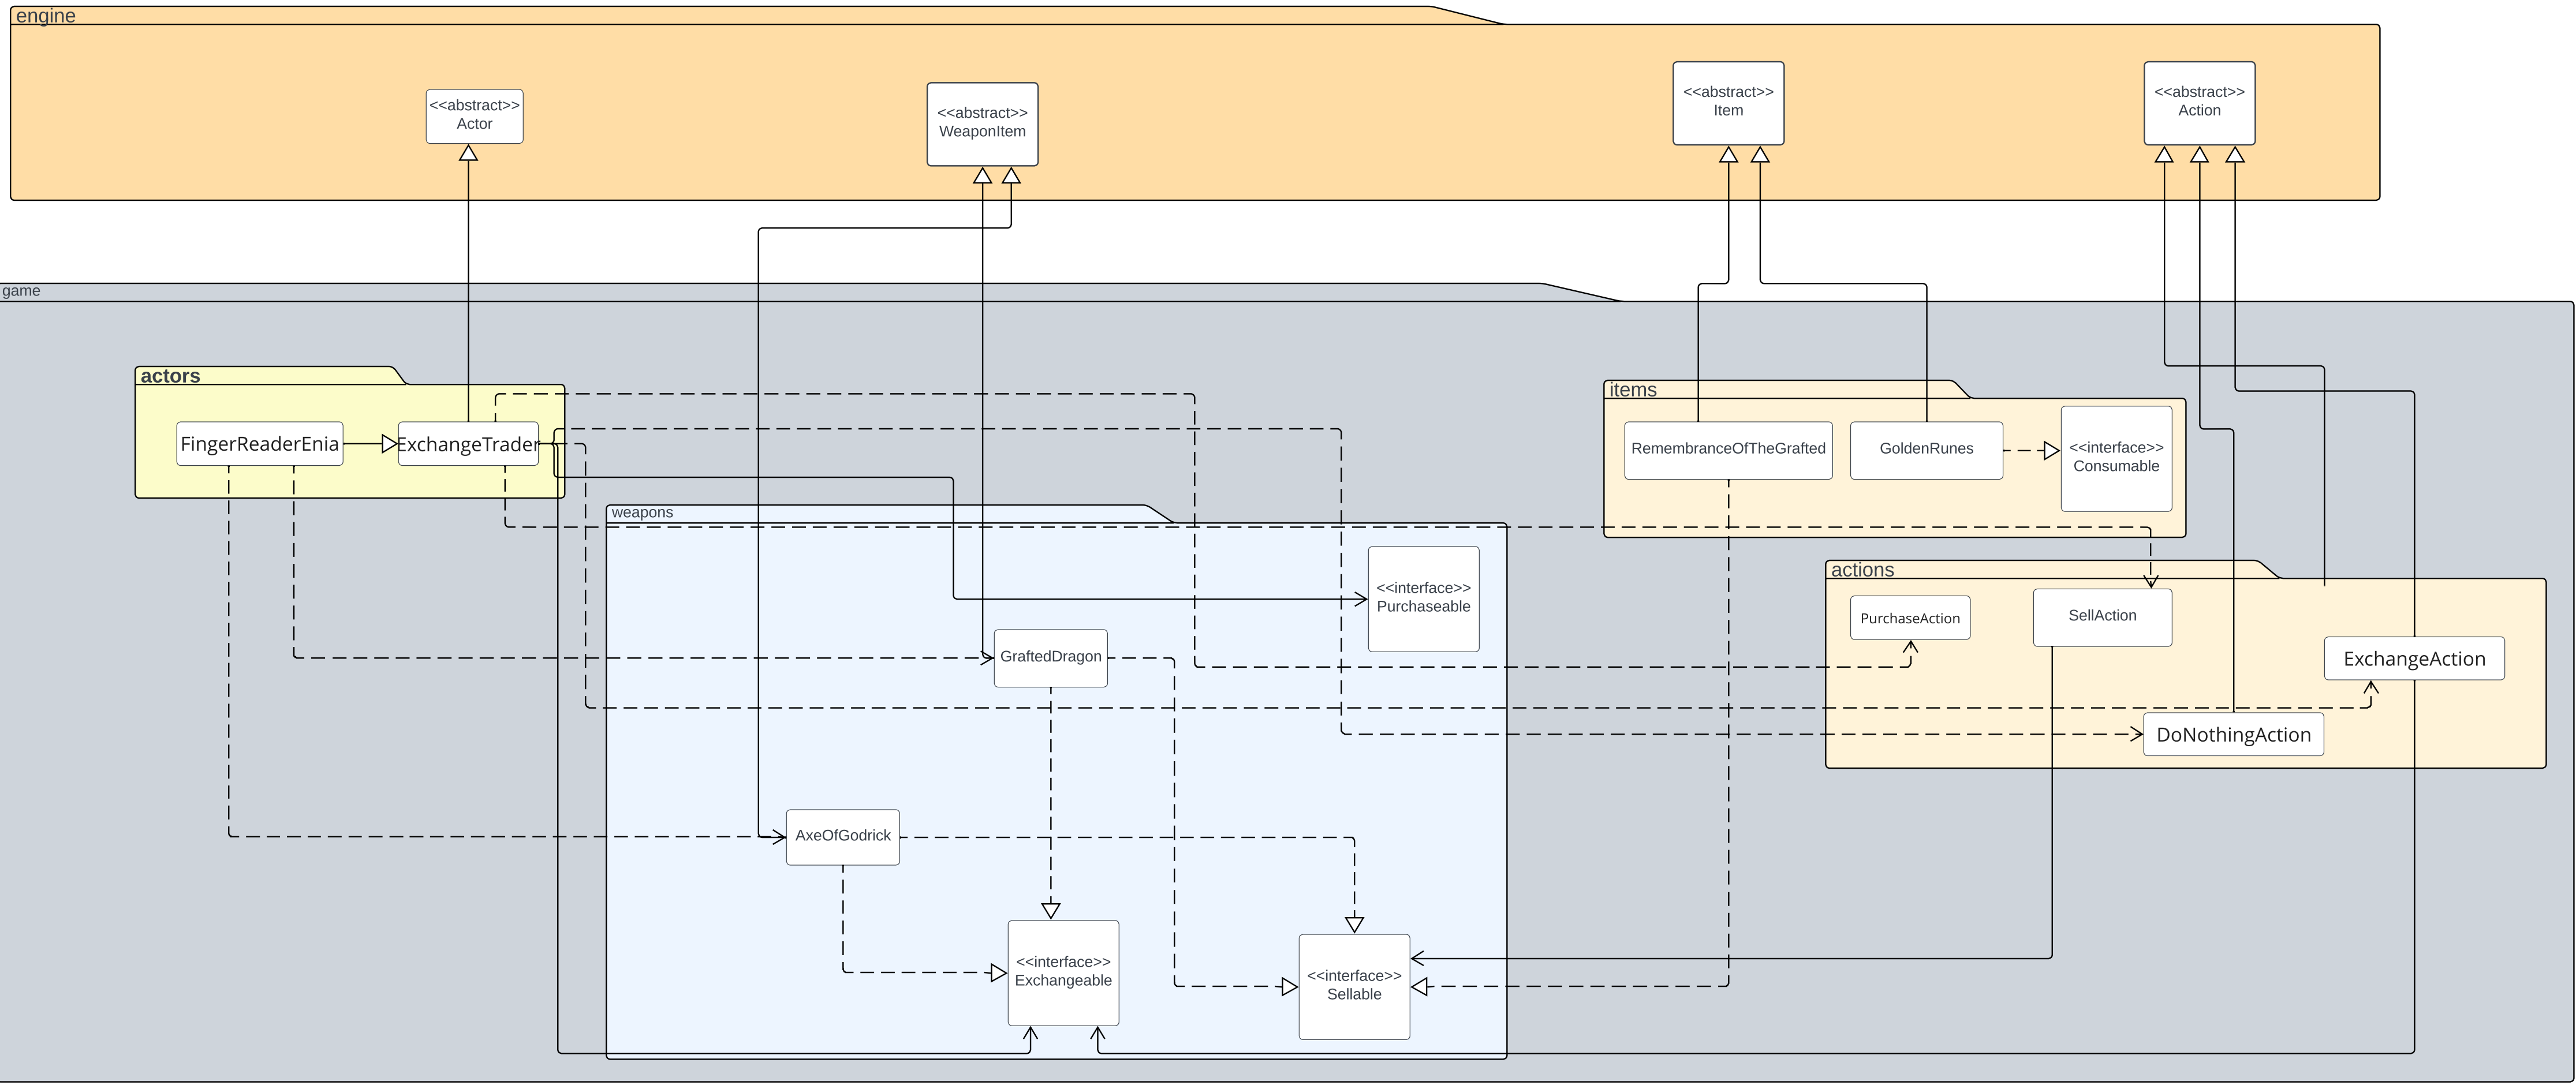 engine
<<abstract>>
Actor
<<abstract>>
WeaponItem
<<abstract>>
Item
<<abstract>>
Action
game
actors
FingerReaderEnia
ExchangeTrader
items
RemembranceOfTheGrafted
GoldenRunes
<<interface>>
Consumable
weapons
<<interface>>
Purchaseable
GraftedDragon
AxeOfGodrick
<<interface>>
Exchangeable
<<interface>>
Sellable
actions
PurchaseAction
SellAction
ExchangeAction
DoNothingAction